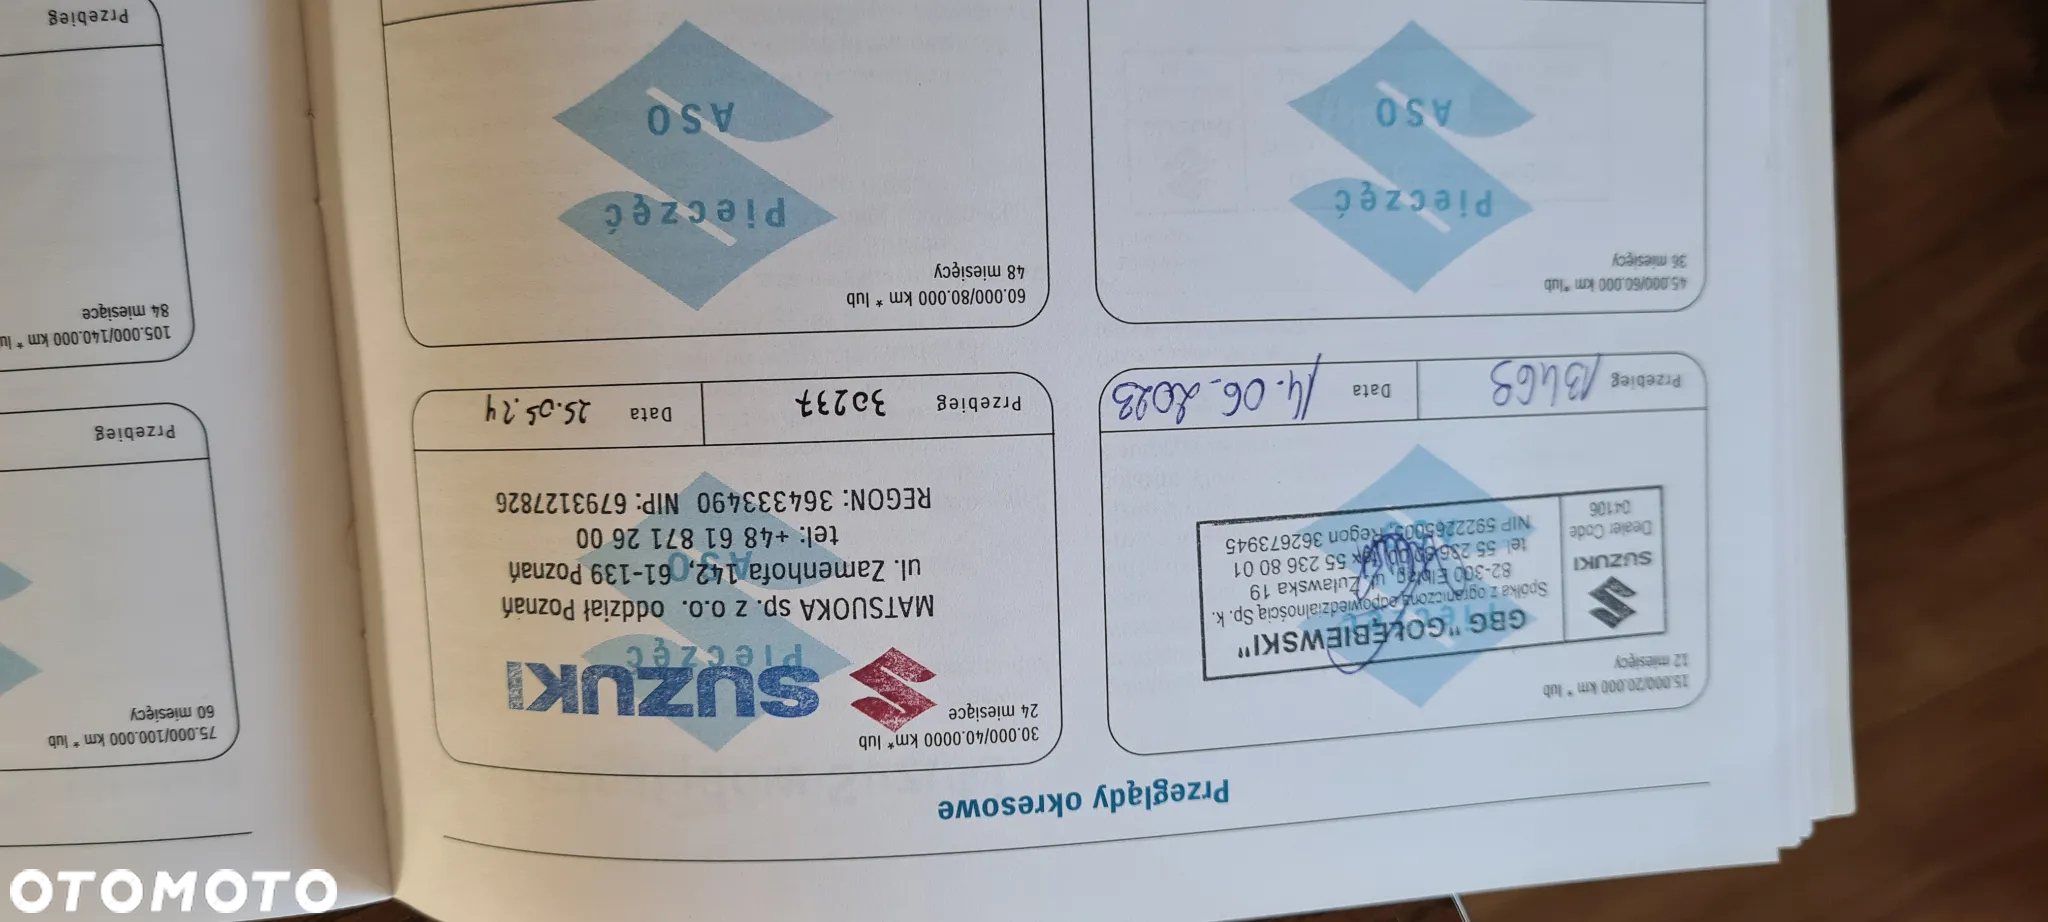 Przeglądy okresowe
15.000/20.000 km * lub
12 miesięcy
SUZUKI
Dealer Code
04106
GBG "GOŁĘBIEWSKI"
Spółka z ograniczoną odpowiedzialnością Sp. k.
82-300 Elbląg, ul. Żuławska 19
tel. 55 236 55 236 80 01
NIP 5922265005, Regon 362673945
Przebieg 13469 Data 14.06.2023
30.000/40.0000 km* lub
24 miesiące
SUZUKI
Pieczęć
MATSUOKA sp. z o.o. oddział Poznań
ul. Zamenhofa 142, 61-139 Poznań
ASO
tel: +48 61 871 26 00
REGON: 364333490 NIP: 6793127826
Przebieg 30237 Data 25.05.24
45.000/60.000 km *lub
36 miesięcy
Pieczęć
ASO
60.000/80.000 km * lub
48 miesięcy
Pieczęć
ASO
75.000/100.000 km * lub
60 miesięcy
Przebieg
105.000/140.000 km * lu
84 miesiące
Przebieg
OTOMOTO